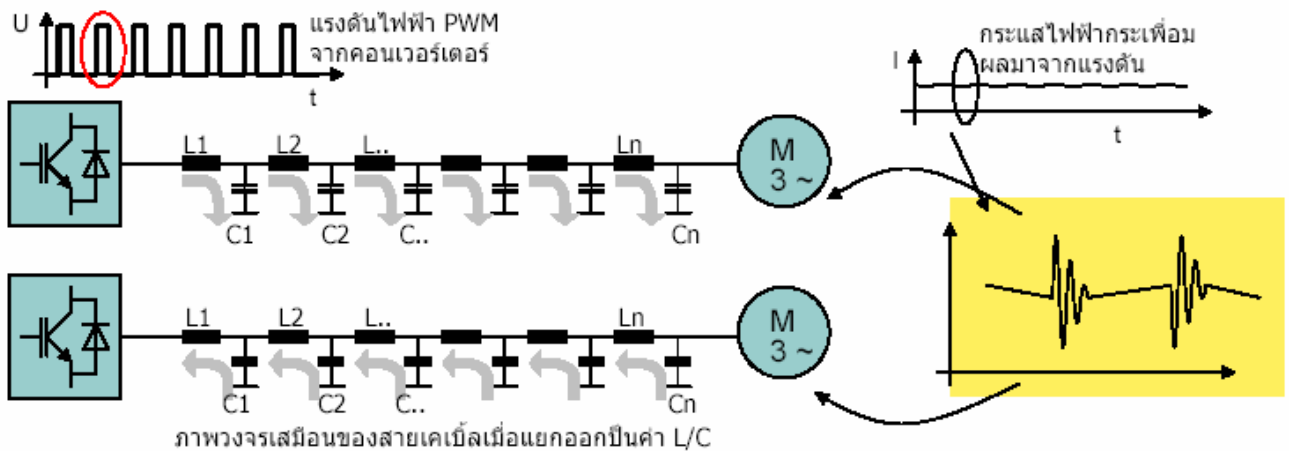 U
แรงดันไฟฟ้า PWM
จากคอนเวอร์เตอร์
t
กระแสไฟฟ้ากระเพื่อม
ผลมาจากแรงดัน
I
t
L1 L2 L.. Ln
M
3 ~
C1 C2 C.. Cn
L1 L2 L.. Ln
M
3 ~
C1 C2 C.. Cn
ภาพวงจรเสมือนของสายเคเบิ้ลเมื่อแยกออกป็นค่า L/C